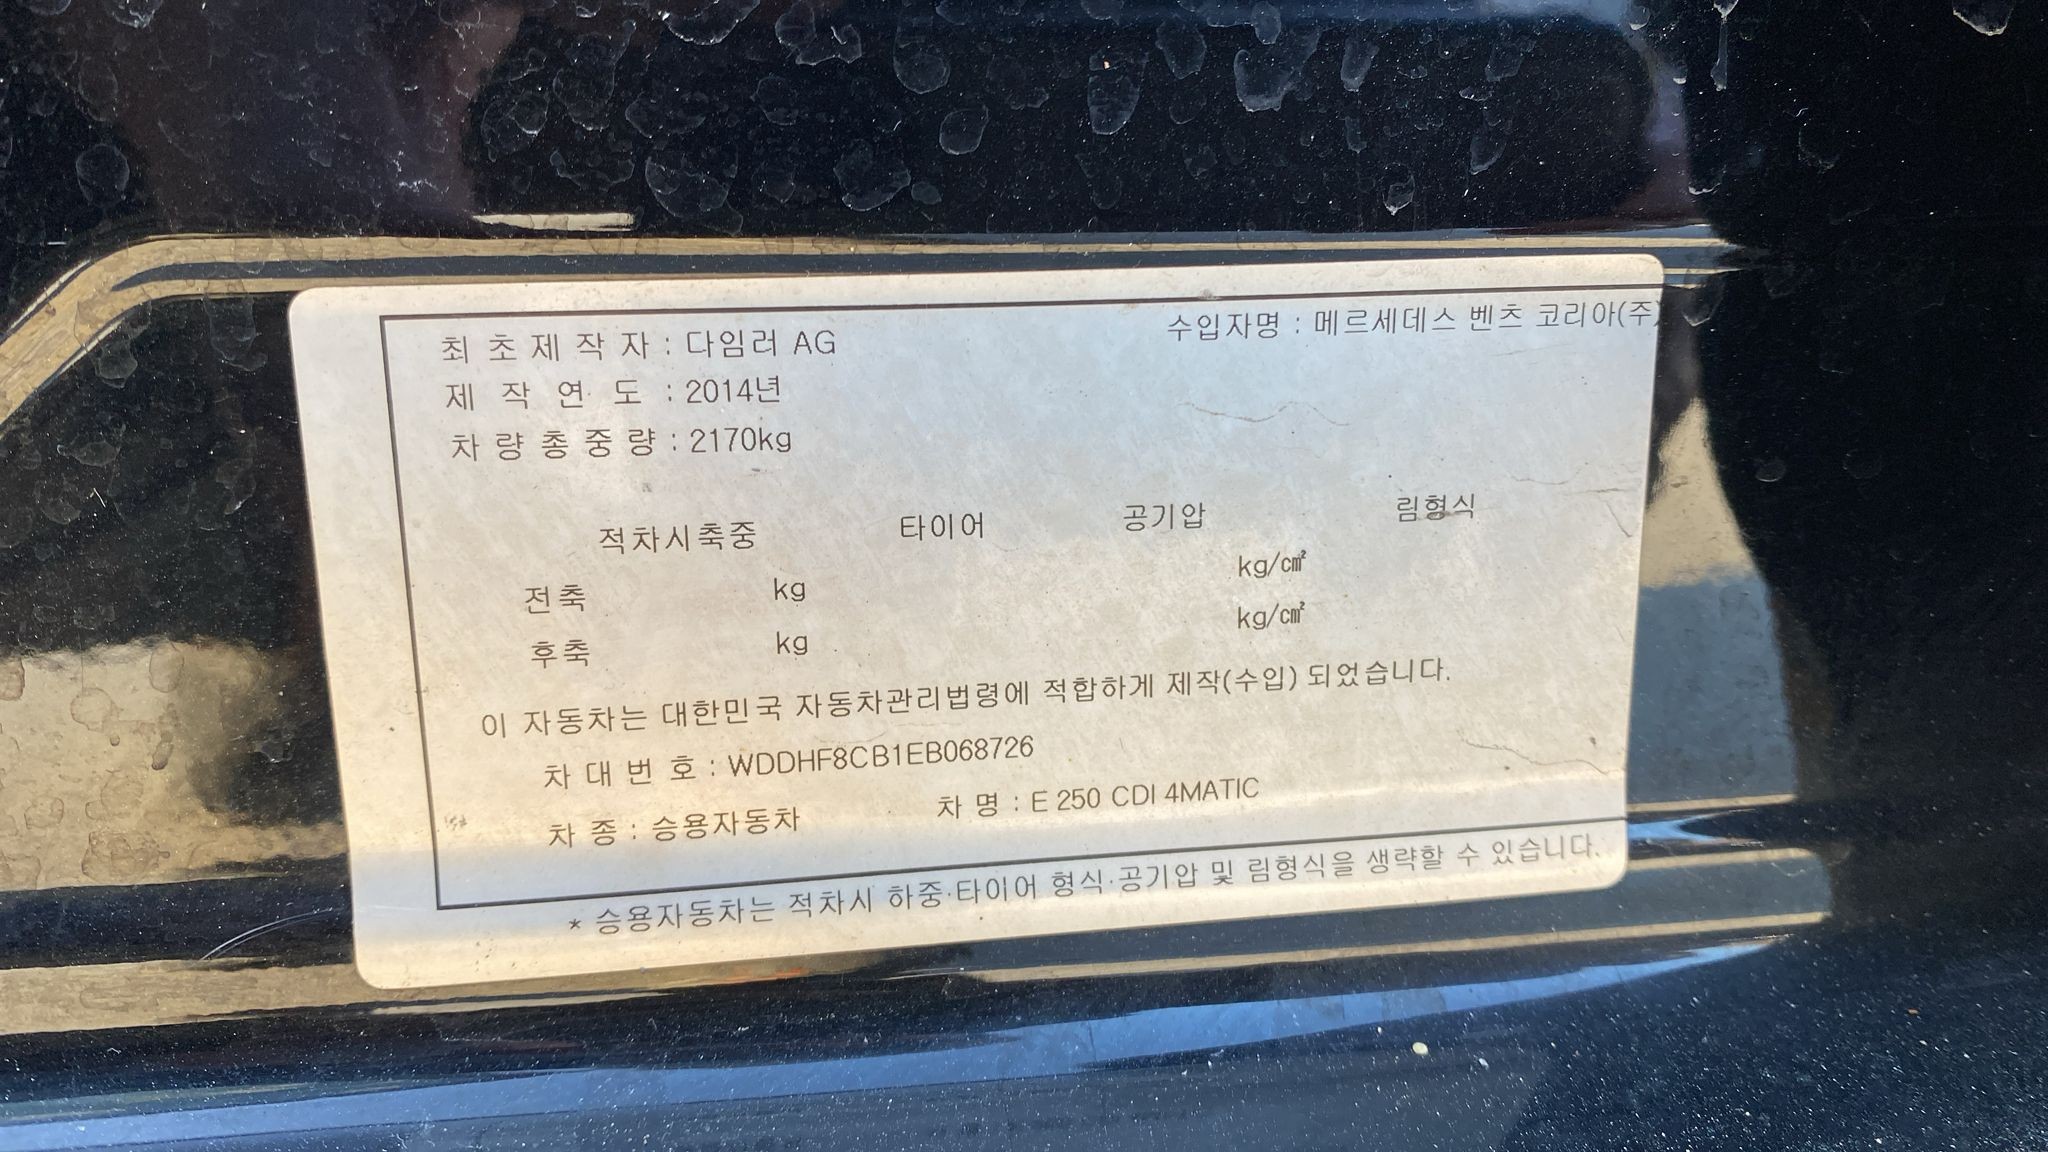 최 초 제 작 자 : 다임러 AG 수입자명 : 메르세데스 벤츠 코리아(주)
제 작 연 도 : 2014년
차 량 총 중 량 : 2170kg
적차시축중 타이어 공기압 림형식
전축 kg kg/㎠
후축 kg kg/㎠
이 자동차는 대한민국 자동차관리법령에 적합하게 제작(수입) 되었습니다.
차 대 번 호 : WDDHF8CB1EB068726
차 종 : 승용자동차 차 명 : E 250 CDI 4MATIC
* 승용자동차는 적차시 하중·타이어 형식·공기압 및 림형식을 생략할 수 있습니다.